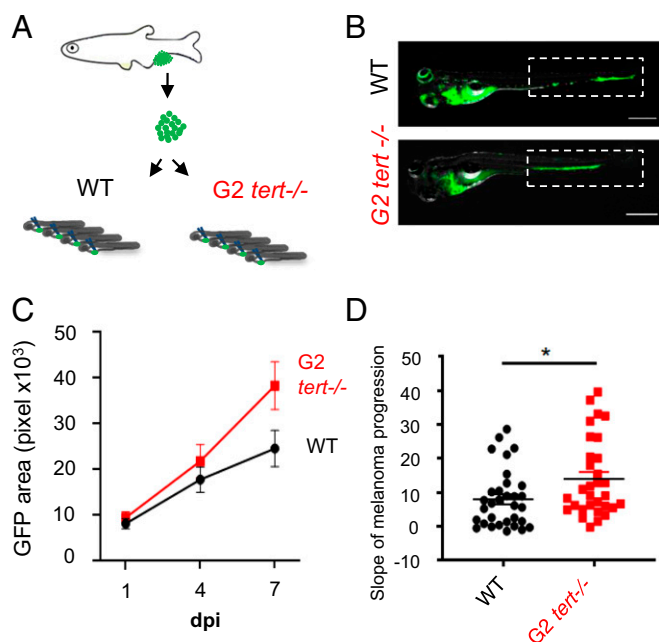 A
WT
G2 tert-/-
B
WT
G2 tert -/-
C
GFP area (pixel x10³)
50
40
30
20
10
0
G2
tert-/-
WT
1 4 7
dpi
D
Slope of melanoma progression
50
40
30
20
10
0
-10
*
WT
G2 tert-/-